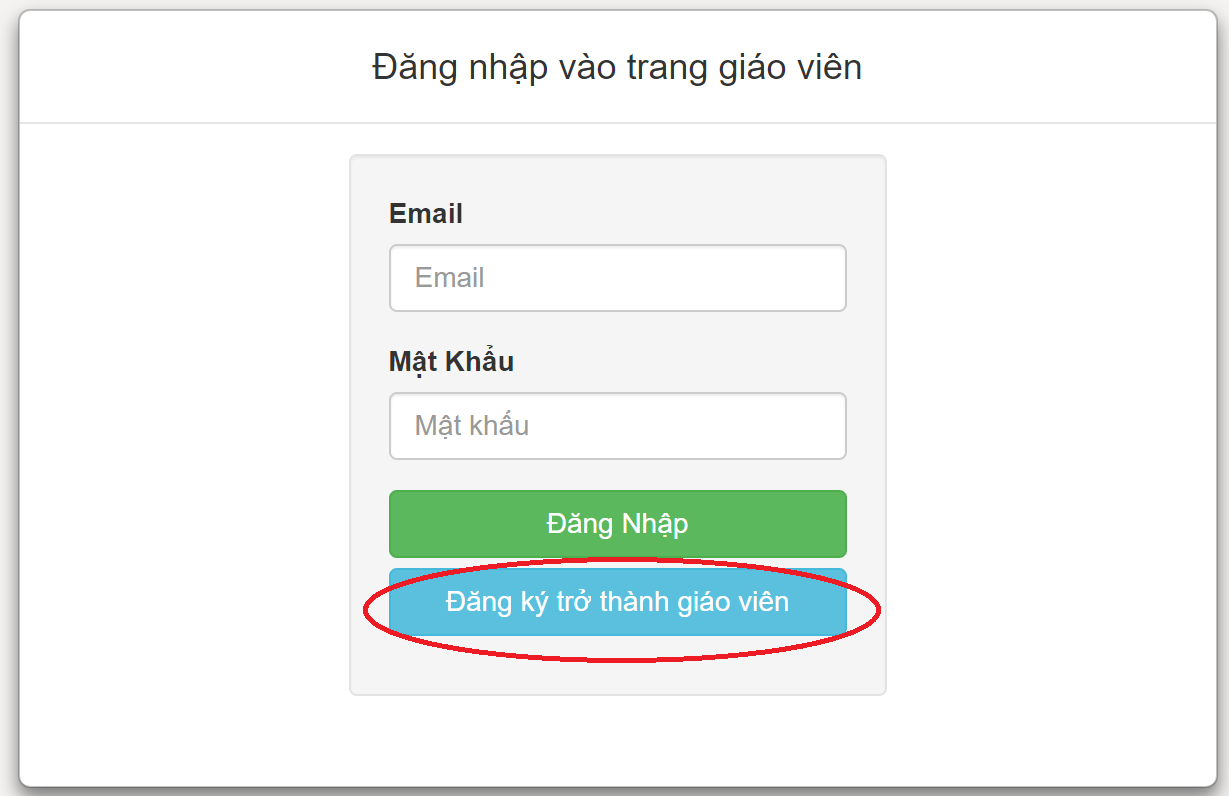 Đăng nhập vào trang giáo viên
Email
Email
Mật Khẩu
Mật khẩu
Đăng Nhập
Đăng ký trở thành giáo viên